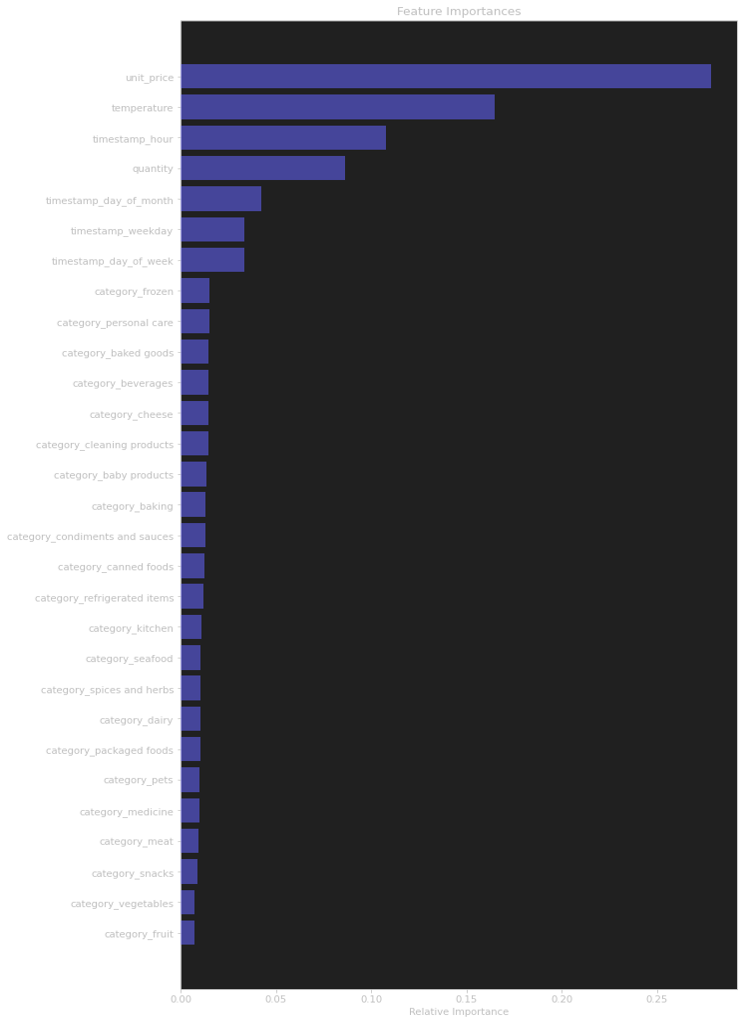 Feature Importances
unit_price
temperature
timestamp_hour
quantity
timestamp_day_of_month
timestamp_weekday
timestamp_day_of_week
category_frozen
category_personal care
category_baked goods
category_beverages
category_cheese
category_cleaning products
category_baby products
category_baking
category_condiments and sauces
category_canned foods
category_refrigerated items
category_kitchen
category_seafood
category_spices and herbs
category_dairy
category_packaged foods
category_pets
category_medicine
category_meat
category_snacks
category_vegetables
category_fruit
0.00 0.05 0.10 0.15 0.20 0.25
Relative Importance